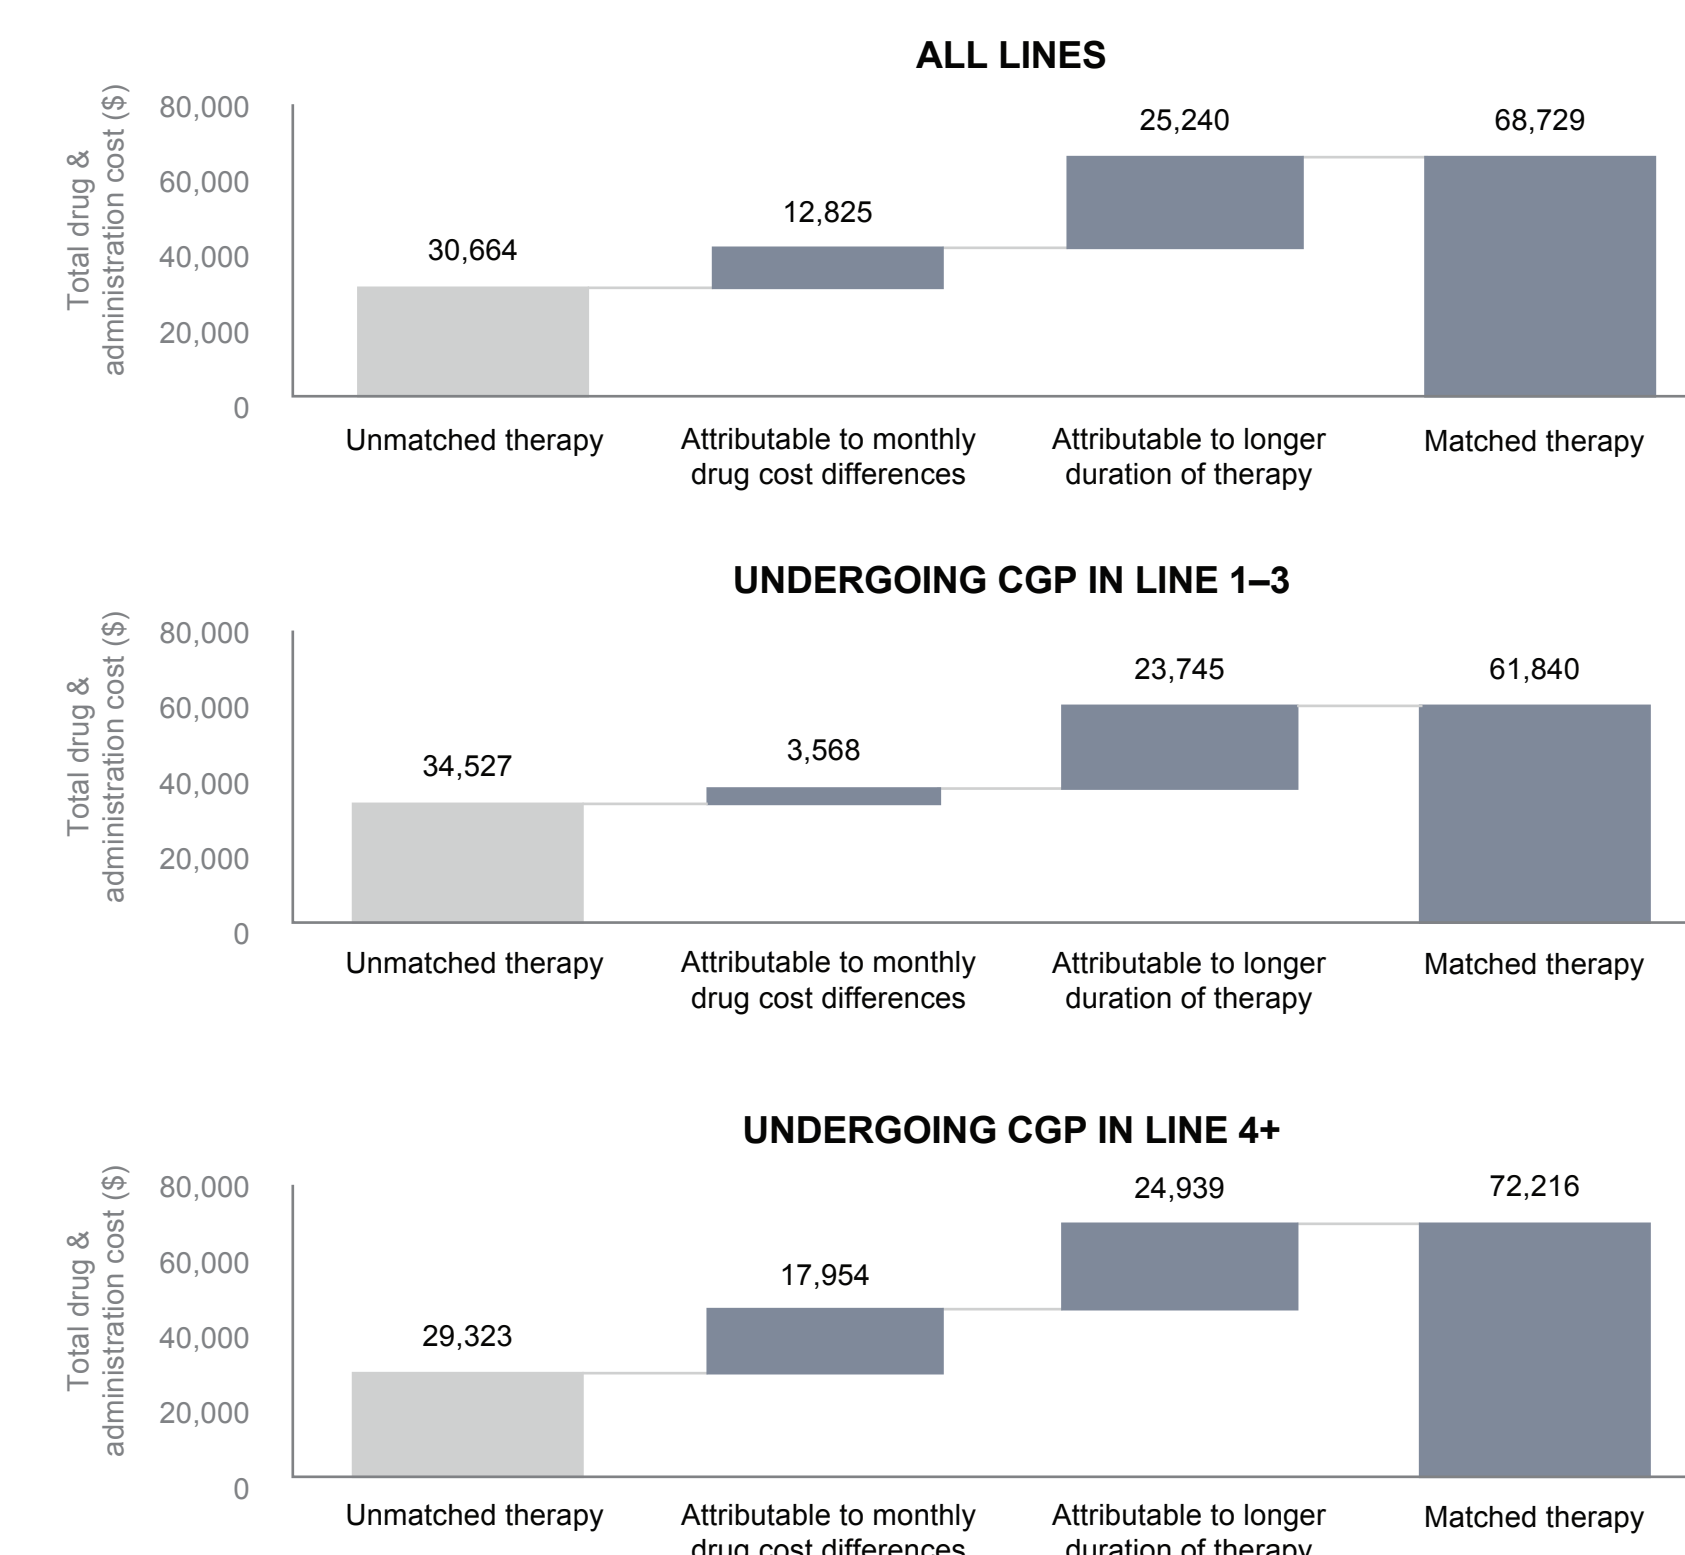 ALL LINES
Total drug &
administration cost ($)
80,000
60,000
40,000
20,000
0
30,664
12,825
25,240
68,729
Unmatched therapy
Attributable to monthly
drug cost differences
Attributable to longer
duration of therapy
Matched therapy
UNDERGOING CGP IN LINE 1–3
Total drug &
administration cost ($)
80,000
60,000
40,000
20,000
0
34,527
3,568
23,745
61,840
Unmatched therapy
Attributable to monthly
drug cost differences
Attributable to longer
duration of therapy
Matched therapy
UNDERGOING CGP IN LINE 4+
Total drug &
administration cost ($)
80,000
60,000
40,000
20,000
0
29,323
17,954
24,939
72,216
Unmatched therapy
Attributable to monthly
drug cost differences
Attributable to longer
duration of therapy
Matched therapy